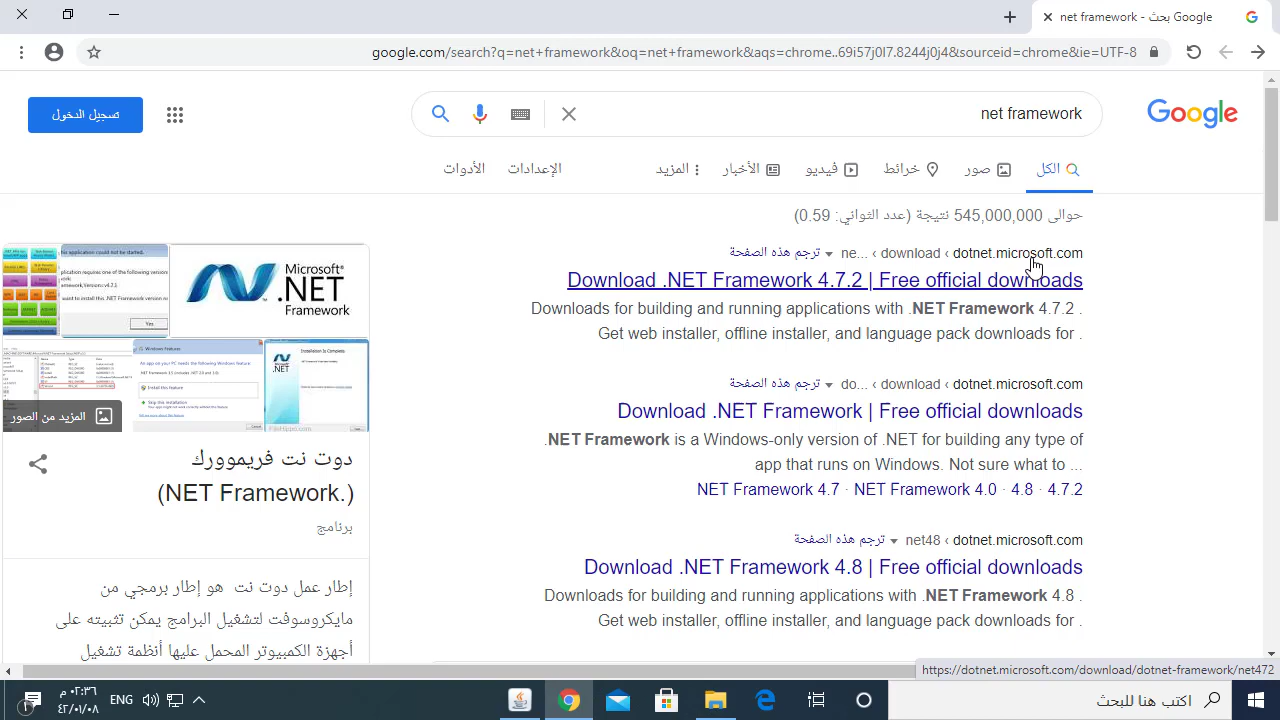 net framework - بحث Google
google.com/search?q=net+framework&oq=net+framework&aqs=chrome..69i57j0l7.8244j0j4&sourceid=chrome&ie=UTF-8
Google
net framework
تسجيل الدخول
الكل
صور
خرائط
فيديو
الأخبار
المزيد
الإعدادات
الأدوات
حوالى 545,000,000 نتيجة (عدد الثواني: 0.59)
dotnet.microsoft.com › download › ne... ترجم هذه الصفحة
Download .NET Framework 4.7.2 | Free official downloads
Downloads for building and running applications with .NET Framework 4.7.2 .
Get web installer, offline installer, and language pack downloads for .
dotnet.microsoft.com › download › do... ترجم هذه الصفحة
Download .NET Framework | Free official downloads
.NET Framework is a Windows-only version of .NET for building any type of
app that runs on Windows. Not sure what to ...
NET Framework 4.7 · NET Framework 4.0 · 4.8 · 4.7.2
dotnet.microsoft.com › net48 ترجم هذه الصفحة
Download .NET Framework 4.8 | Free official downloads
Downloads for building and running applications with .NET Framework 4.8 .
Get web installer, offline installer, and language pack downloads for .
Microsoft®
.NET
Framework
Yes
Windows Features
Installation Is Complete
المزيد من الصور
دوت نت فريموورك
(NET Framework.)
برنامج
إطار عمل دوت نت هو إطار برمجي من
مايكروسوفت لتشغيل البرامج يمكن تثبيته على
أجهزة الكمبيوتر المحمل عليها أنظمة تشغيل
https://dotnet.microsoft.com/download/dotnet-framework/net472
اكتب هنا للبحث
ENG
٠٢:٣٦ م
٤٢/٠١/٠٨